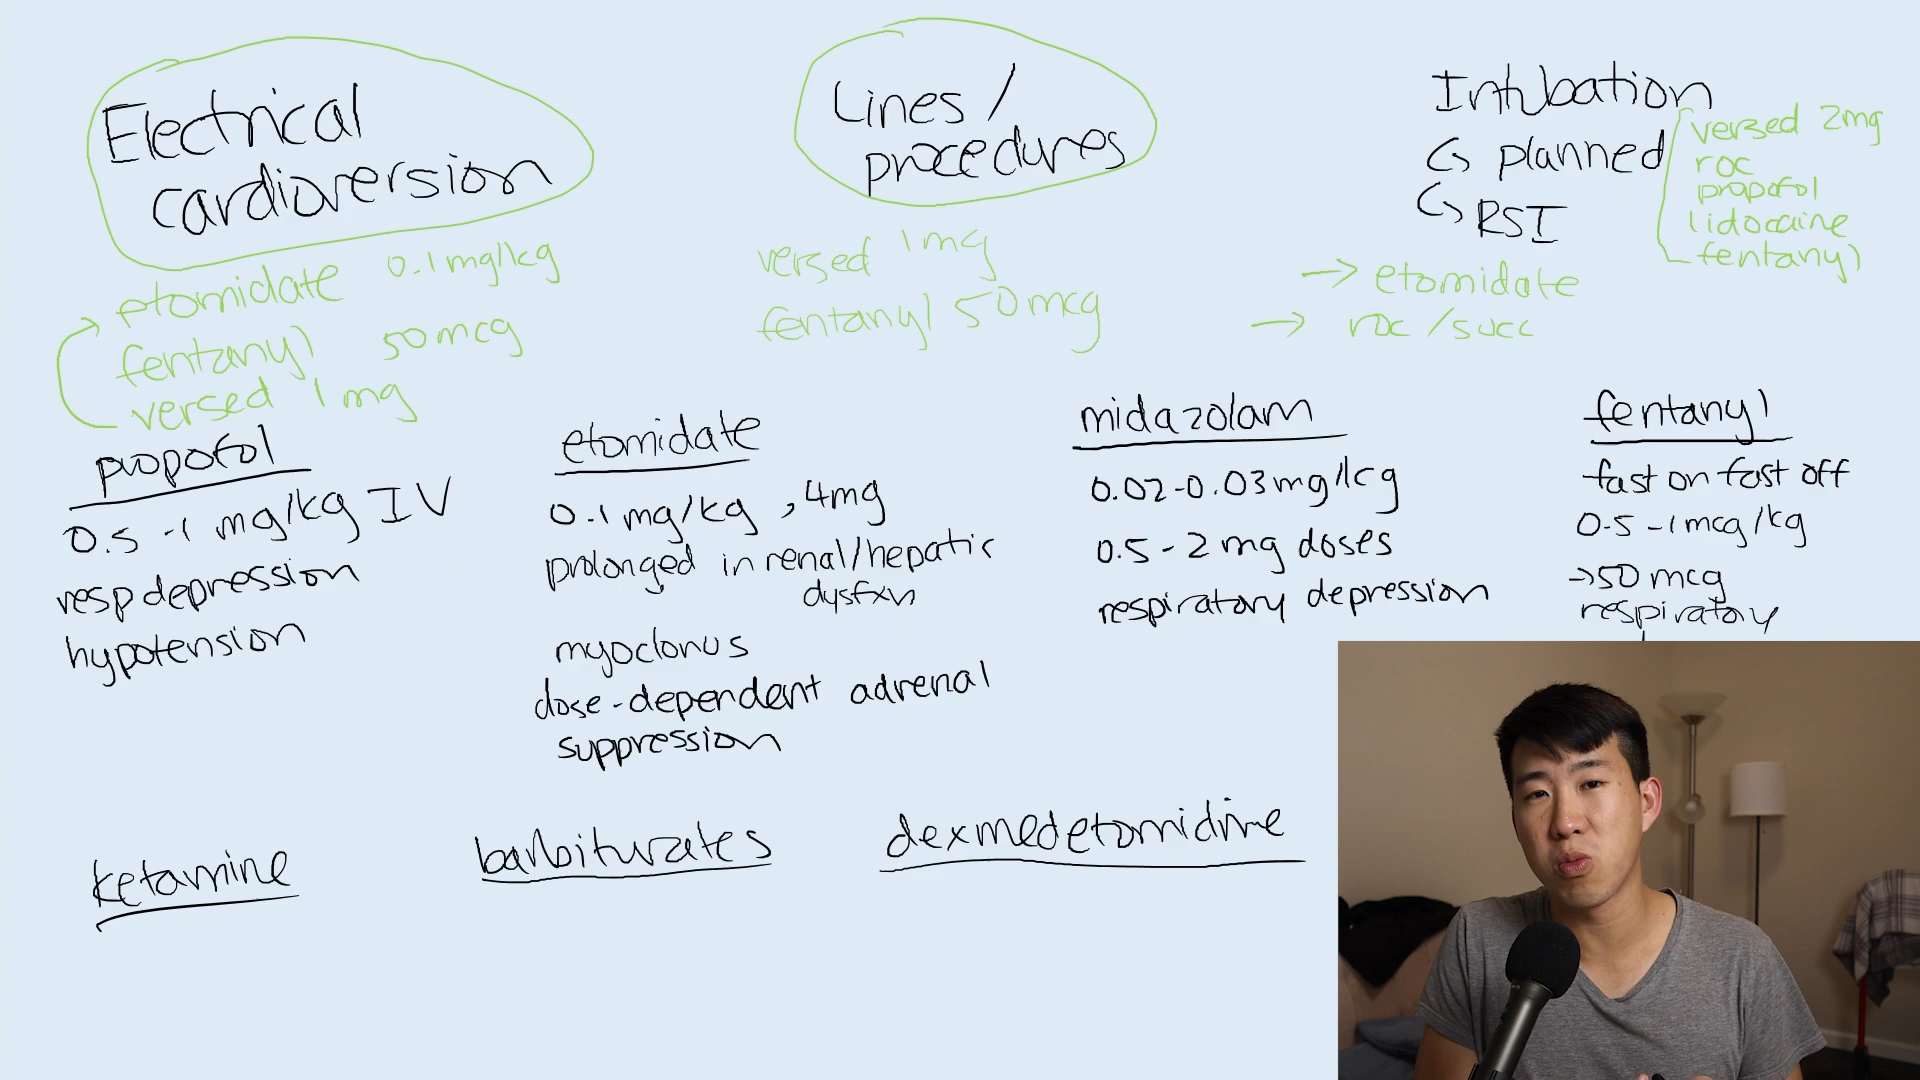 Electrical
cardioversion
etomidate 0.1mg/kg
fentanyl 50mcg
versed 1mg
Lines /
procedures
versed 1mg
fentanyl 50mcg
Intubation
planned
RSI
versed 2mg
roc
propofol
lidocaine
fentanyl
→ etomidate
→ roc /succ
propofol
0.5-1 mg/kg IV
resp depression
hypotension
etomidate
0.1 mg/kg, 4mg
prolonged in renal/hepatic
dysfxn
myoclonus
dose-dependent adrenal
suppression
midazolam
0.02-0.03mg/kg
0.5-2mg doses
respiratory depression
fentanyl
fast on fast off
0.5-1mcg/kg
→50 mcg
respiratory
ketamine
barbiturates
dexmedetomidine